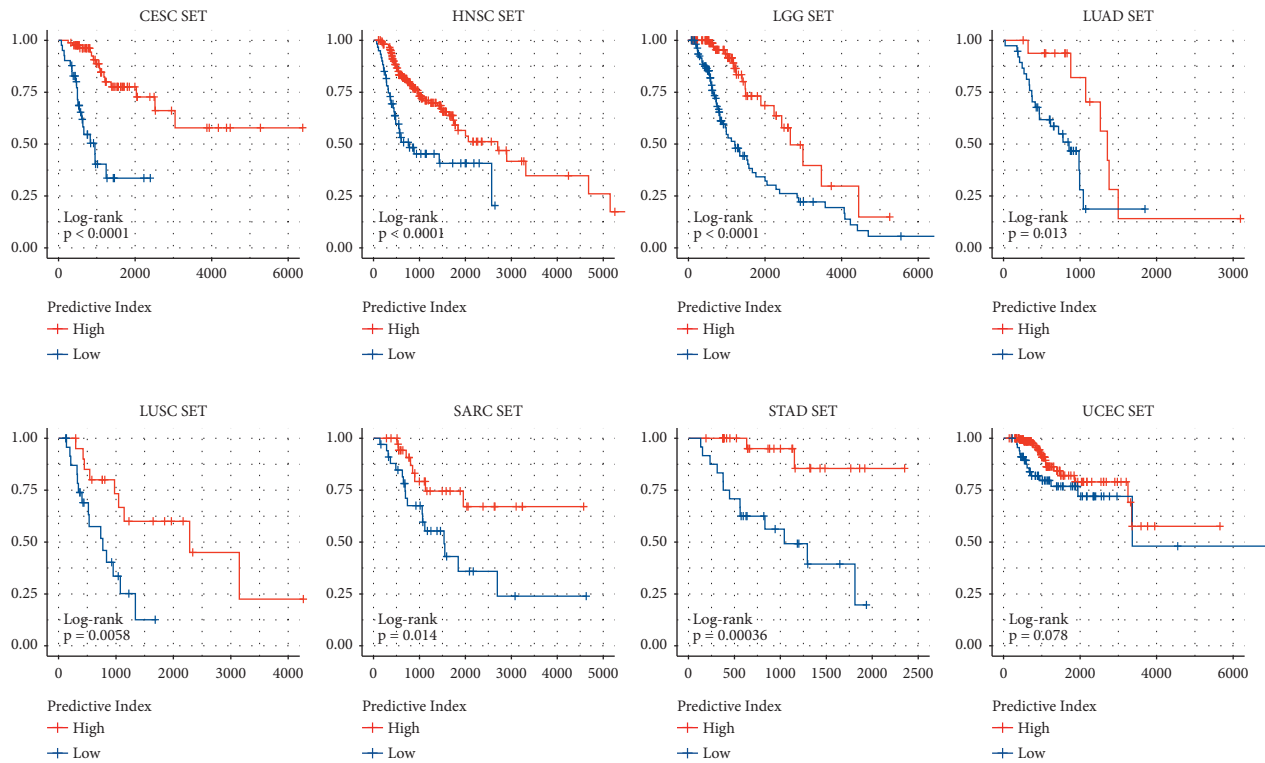 CESC SET
HNSC SET
LGG SET
LUAD SET
1.00
0.75
0.50
0.25
0.00
Log-rank
p < 0.0001
0 2000 4000 6000
Log-rank
p < 0.0001
0 1000 2000 3000 4000 5000
1.00
0.75
0.50
0.25
0.00
Log-rank
p < 0.0001
0 2000 4000 6000
1.00
0.75
0.50
0.25
0.00
Log-rank
p = 0.013
0 1000 2000 3000
1.00
0.75
0.50
0.25
0.00
Predictive Index
High
Low
Predictive Index
High
Low
Predictive Index
High
Low
Predictive Index
High
Low
LUSC SET
SARC SET
STAD SET
UCEC SET
1.00
0.75
0.50
0.25
0.00
Log-rank
p = 0.0058
0 1000 2000 3000 4000
1.00
0.75
0.50
0.25
0.00
Log-rank
p = 0.014
0 1000 2000 3000 4000 5000
1.00
0.75
0.50
0.25
0.00
Log-rank
p = 0.00036
0 500 1000 1500 2000 2500
1.00
0.75
0.50
0.25
0.00
Log-rank
p = 0.078
0 2000 4000 6000
Predictive Index
High
Low
Predictive Index
High
Low
Predictive Index
High
Low
Predictive Index
High
Low